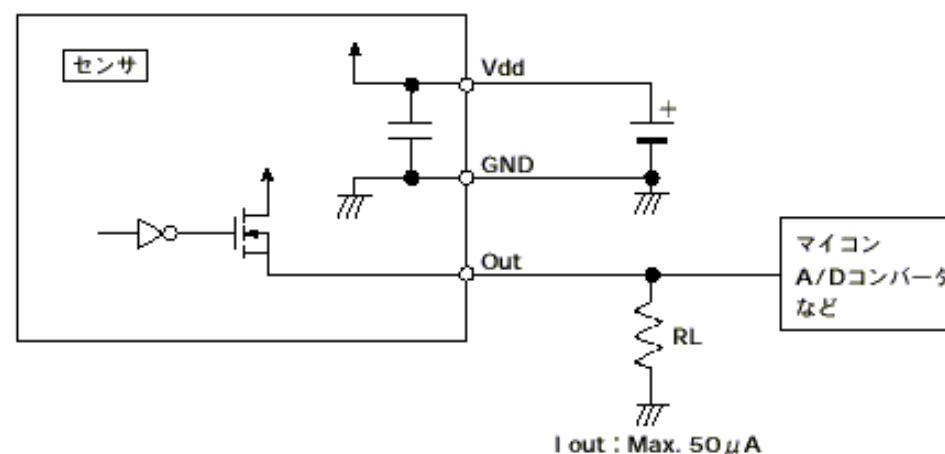 センサ
Vdd
+
GND
Out
マイコン
A/Dコンバータ
など
RL
I out : Max. 50μA